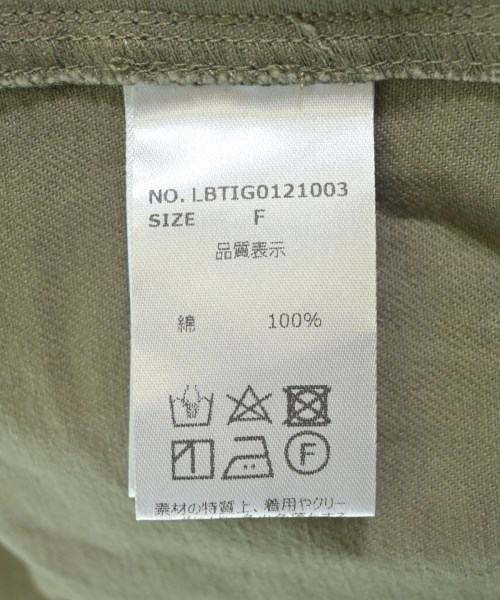 NO. LBTIG0121003
SIZE F
品質表示
綿 100%
F
素材の特質上、着用やクリー